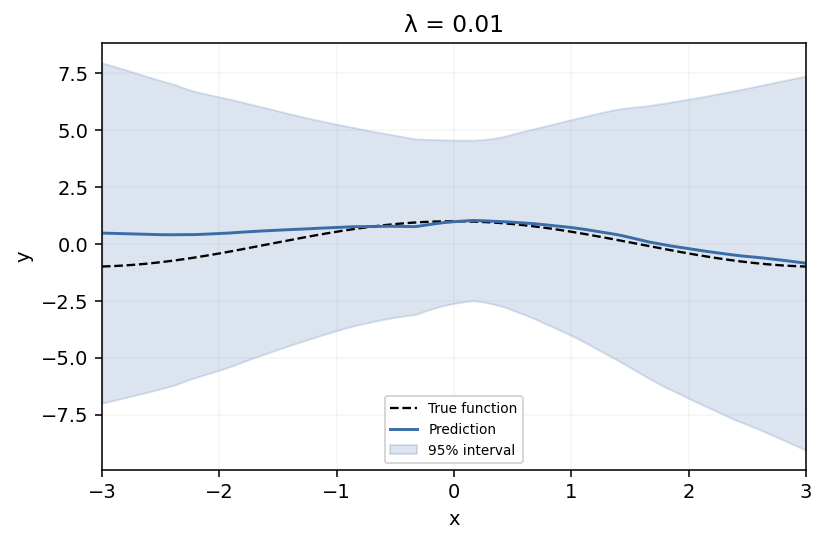 λ = 0.01
7.5
5.0
2.5
0.0
−2.5
−5.0
−7.5
y
True function
Prediction
95% interval
−3 −2 −1 0 1 2 3
x